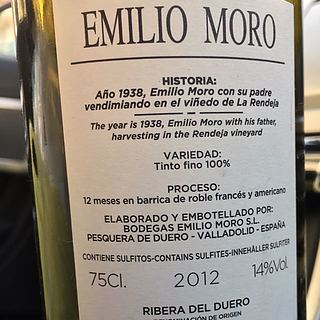 EMILIO MORO
HISTORIA:
Año 1938, Emilio Moro con su padre
vendimiando en el viñedo de La Rendeja
The year is 1938, Emilio Moro with his father,
harvesting in the Rendeja vineyard
VARIEDAD:
Tinto fino 100%
PROCESO:
12 meses en barrica de roble francés y americano
ELABORADO Y EMBOTELLADO POR:
BODEGAS EMILIO MORO S.L.
PESQUERA DE DUERO - VALLADOLID - ESPAÑA
CONTIENE SULFITOS-CONTAINS SULFITES-INNEHÅLLER SULFITER
75Cl. 2012 14%Vol.
RIBERA DEL DUERO
DENOMINACIÓN DE ORIGEN